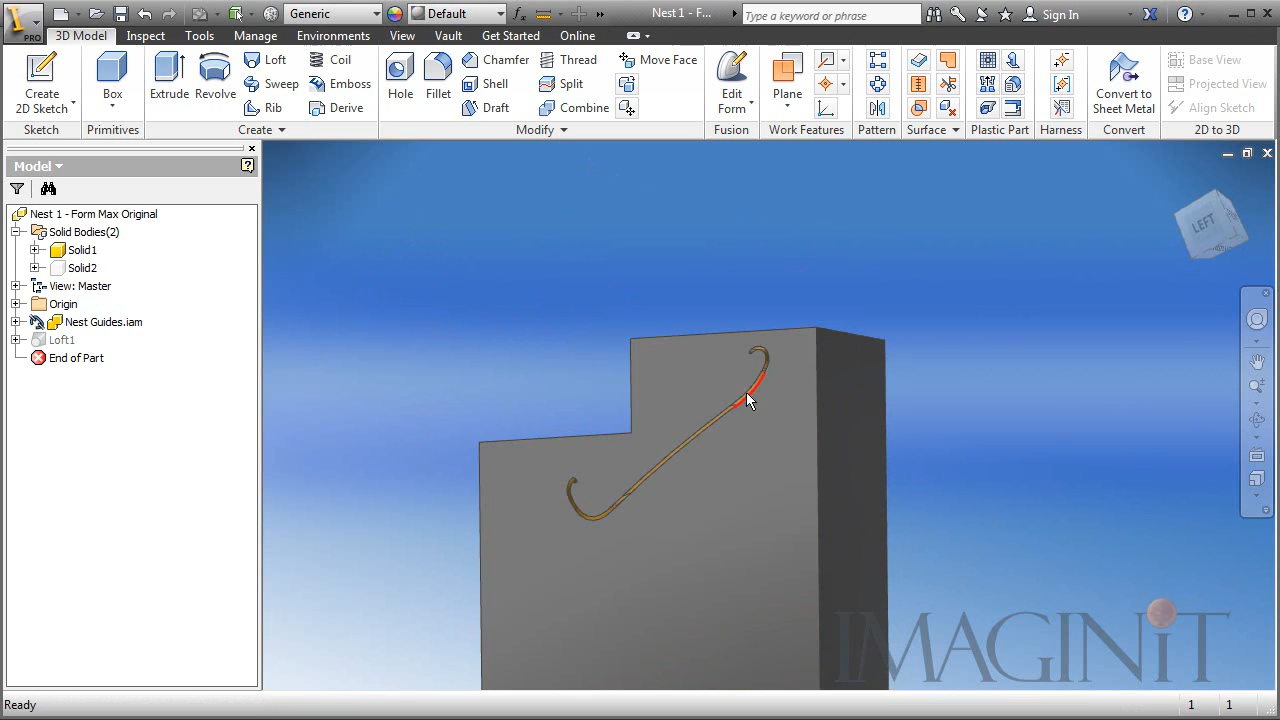 Generic
Default
Nest 1 - F...
Type a keyword or phrase
Sign In
PRO
3D Model
Inspect
Tools
Manage
Environments
View
Vault
Get Started
Online
Create
2D Sketch
Box
Extrude
Revolve
Loft
Sweep
Rib
Coil
Emboss
Derive
Hole
Fillet
Chamfer
Shell
Draft
Thread
Split
Combine
Move Face
Edit
Form
Plane
Convert to
Sheet Metal
Base View
Projected View
Align Sketch
Sketch
Primitives
Create
Modify
Fusion
Work Features
Pattern
Surface
Plastic Part
Harness
Convert
2D to 3D
Model
Nest 1 - Form Max Original
Solid Bodies(2)
Solid1
Solid2
View: Master
Origin
Nest Guides.iam
Loft1
End of Part
LEFT
IMAGINiT
Ready
1
1